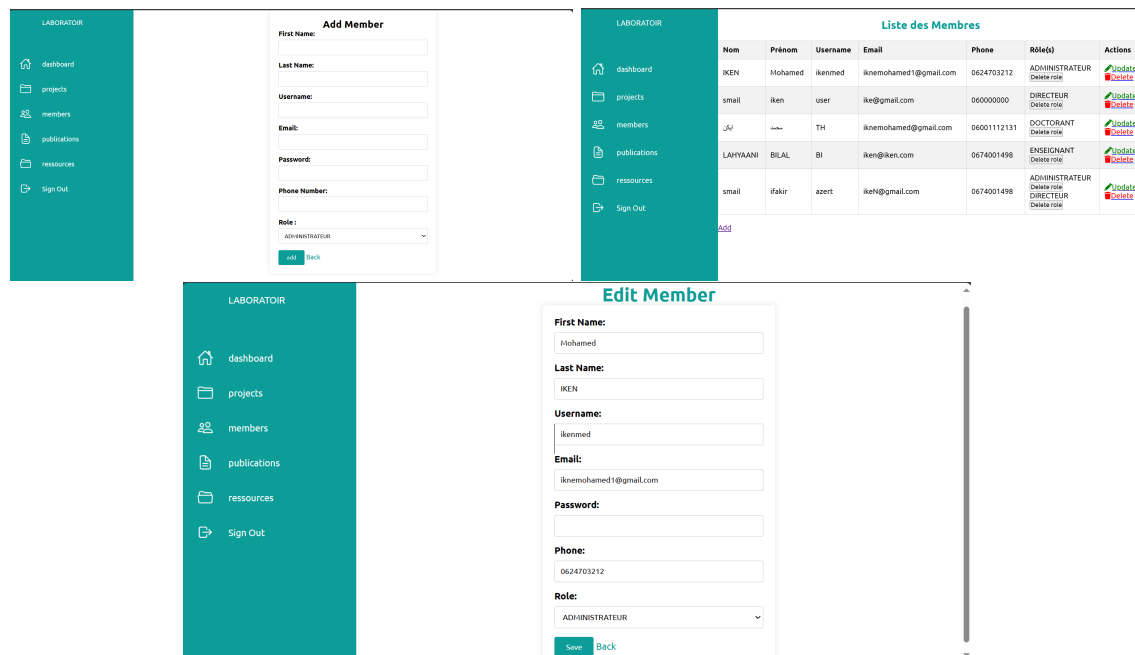 LABORATOIR
dashboard
projects
members
publications
ressources
Sign Out
Add Member
First Name:
Last Name:
Username:
Email:
Password:
Phone Number:
Role :
ADMINISTRATEUR
add Back
LABORATOIR
dashboard
projects
members
publications
ressources
Sign Out
Liste des Membres
Nom Prénom Username Email Phone Rôle(s) Actions
IKEN Mohamed ikenmed iknemohamed1@gmail.com 0624703212 ADMINISTRATEUR Delete role Update Delete
smail iken user ike@gmail.com 060000000 DIRECTEUR Delete role Update Delete
ايكن محمد TH iknemohamed@gmail.com 06001112131 DOCTORANT Delete role Update Delete
LAHYAANI BILAL BI iken@iken.com 0674001498 ENSEIGNANT Delete role Update Delete
smail ifakir azert ikeN@gmail.com 0674001498 ADMINISTRATEUR Delete role DIRECTEUR Delete role Update Delete
Add
LABORATOIR
dashboard
projects
members
publications
ressources
Sign Out
Edit Member
First Name:
Mohamed
Last Name:
IKEN
Username:
ikenmed
Email:
iknemohamed1@gmail.com
Password:
Phone:
0624703212
Role:
ADMINISTRATEUR
Save Back